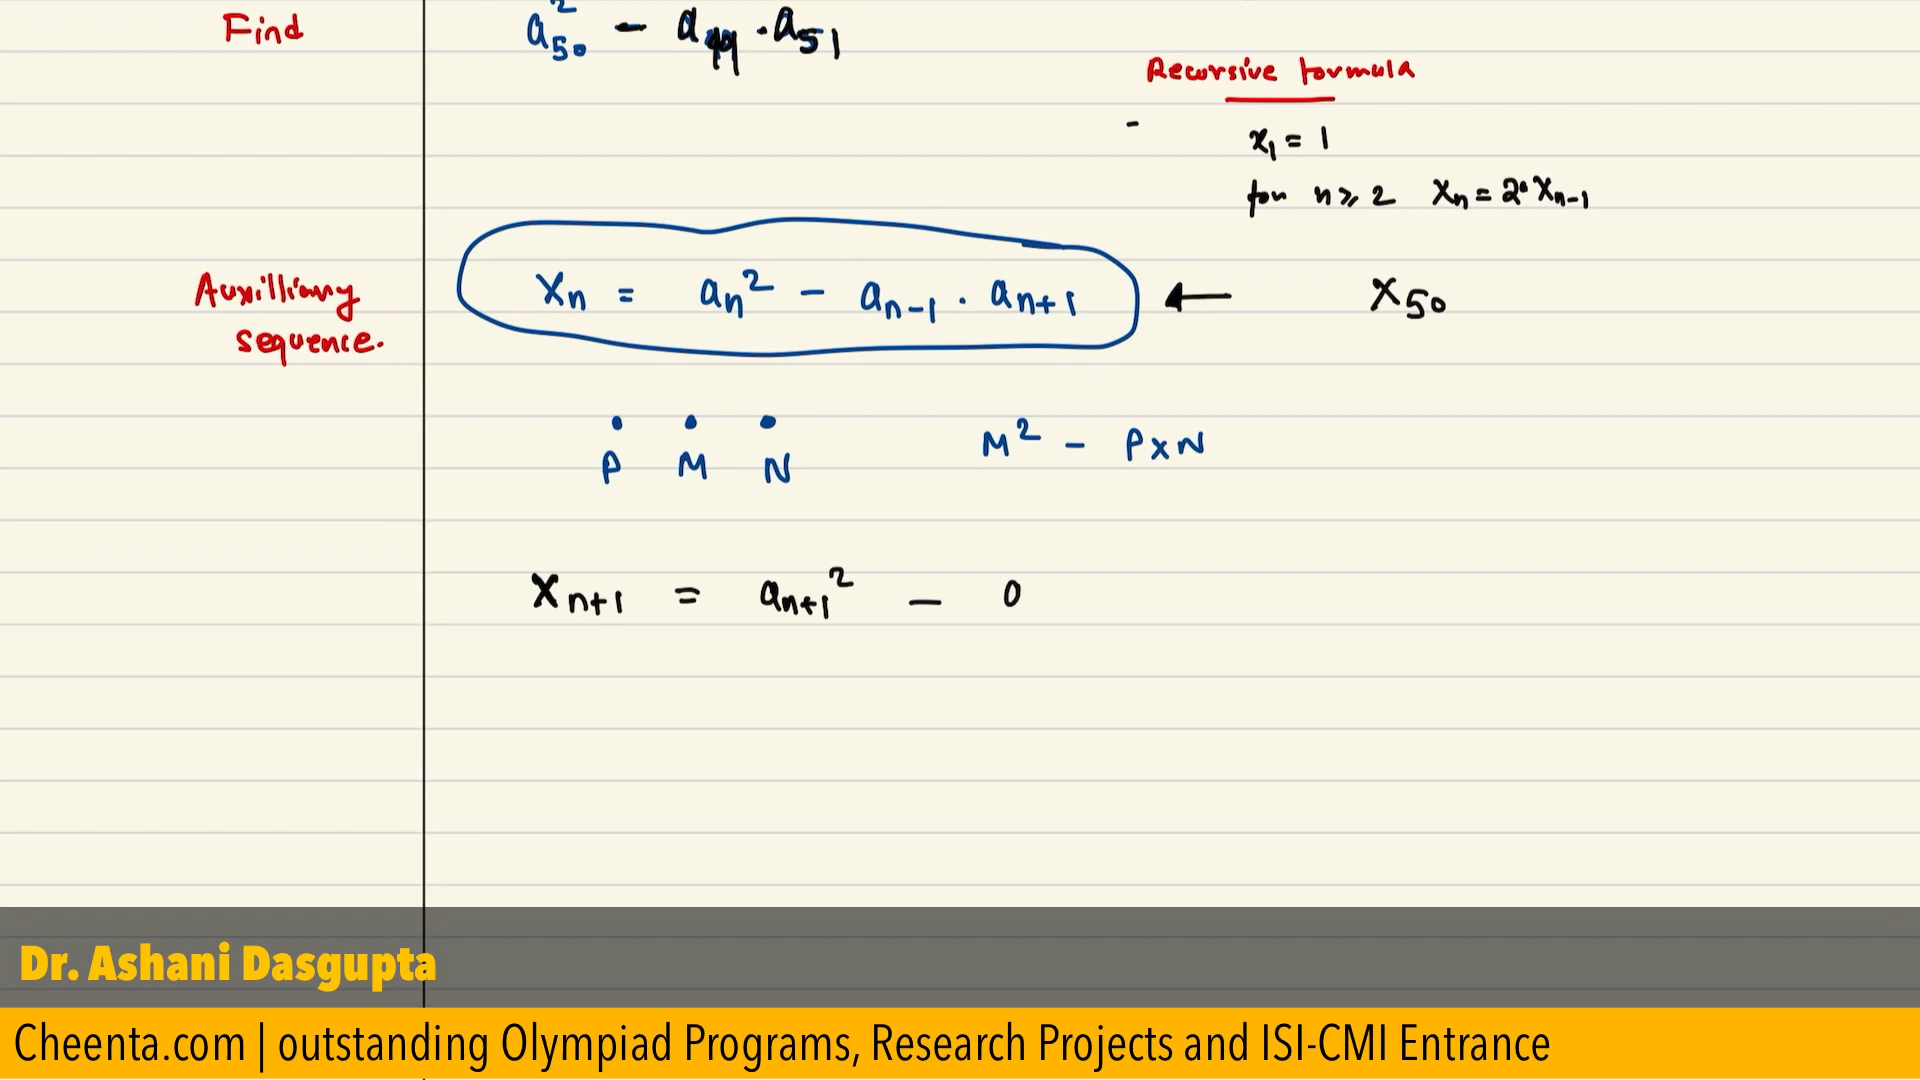 Find a₅₀² - a₄₉ · a₅₁
Recursive formula
x₁ = 1
for n ≥ 2 xₙ = 2·xₙ₋₁
Auxilliary sequence.
xₙ = aₙ² - aₙ₋₁ · aₙ₊₁ ← x₅₀
P M N
M² - P×N
xₙ₊₁ = aₙ₊₁² - 0
Dr. Ashani Dasgupta
Cheenta.com | outstanding Olympiad Programs, Research Projects and ISI-CMI Entrance